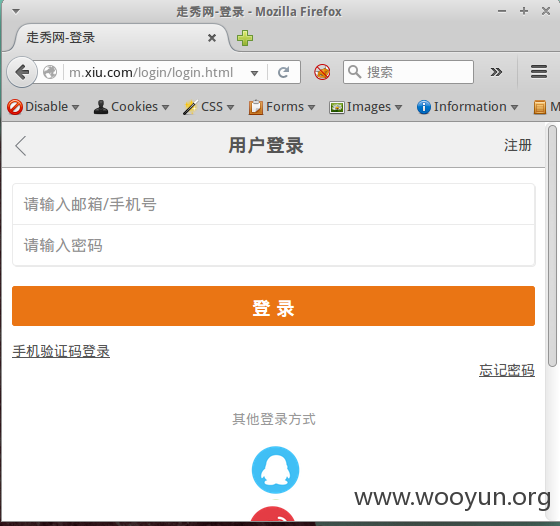 走秀网-登录 - Mozilla Firefox
走秀网-登录
m.xiu.com/login/login.html
搜索
Disable Cookies CSS Forms Images Information M
用户登录 注册
请输入邮箱/手机号
请输入密码
登 录
手机验证码登录
忘记密码
其他登录方式
www.wooyun.org